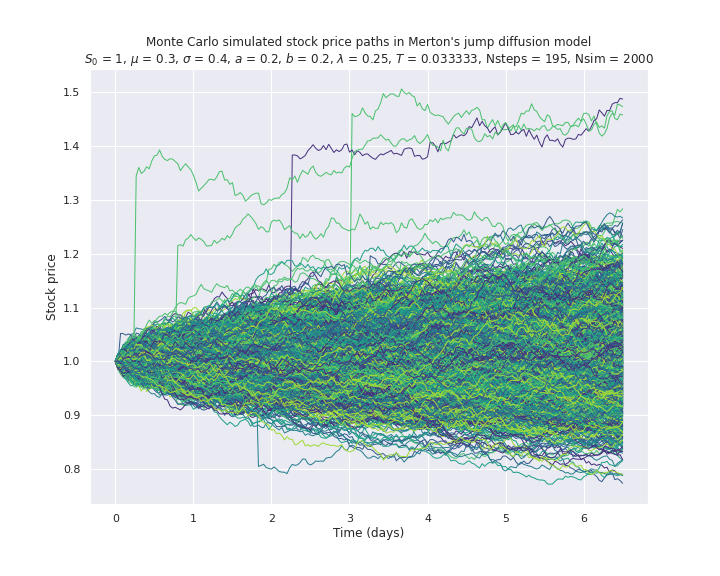 Monte Carlo simulated stock price paths in Merton's jump diffusion model
S₀ = 1, μ = 0.3, σ = 0.4, a = 0.2, b = 0.2, λ = 0.25, T = 0.033333, Nsteps = 195, Nsim = 2000
Stock price
1.5
1.4
1.3
1.2
1.1
1.0
0.9
0.8
0 1 2 3 4 5 6
Time (days)